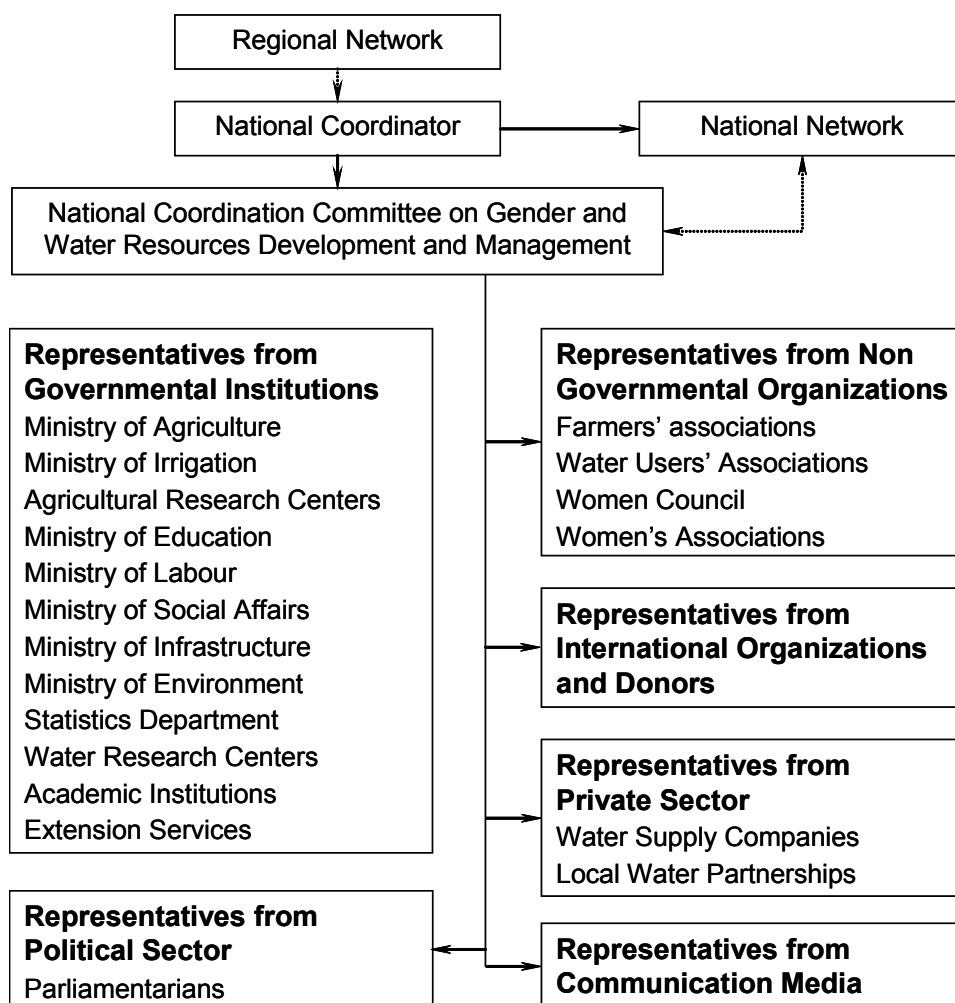 Regional Network
National Coordinator
National Network
National Coordination Committee on Gender and
Water Resources Development and Management
Representatives from
Governmental Institutions
Ministry of Agriculture
Ministry of Irrigation
Agricultural Research Centers
Ministry of Education
Ministry of Labour
Ministry of Social Affairs
Ministry of Infrastructure
Ministry of Environment
Statistics Department
Water Research Centers
Academic Institutions
Extension Services
Representatives from Non
Governmental Organizations
Farmers’ associations
Water Users’ Associations
Women Council
Women’s Associations
Representatives from
International Organizations
and Donors
Representatives from
Private Sector
Water Supply Companies
Local Water Partnerships
Representatives from
Political Sector
Parliamentarians
Representatives from
Communication Media